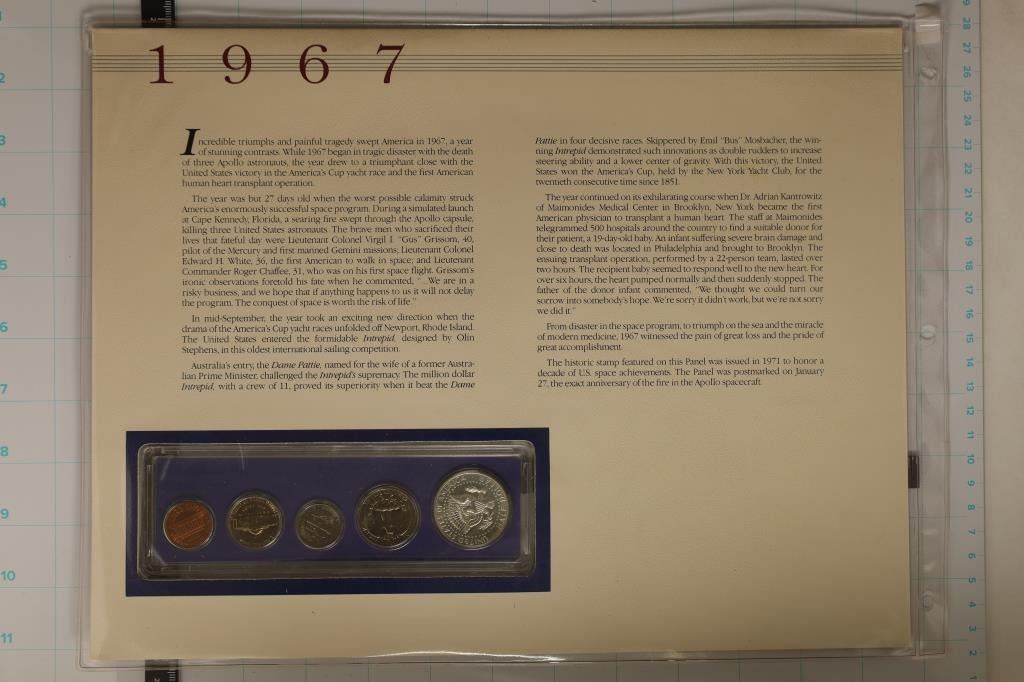 1 9 6 7
Incredible triumphs and painful tragedy swept America in 1967, a year
of stunning contrasts. While 1967 began in tragic disaster with the death
of three Apollo astronauts, the year drew to a triumphant close with the
United States victory in the America's Cup yacht race and the first American
human heart transplant operation.
The year was but 27 days old when the worst possible calamity struck
America's enormously successful space program. During a simulated launch
at Cape Kennedy, Florida, a searing fire swept through the Apollo capsule,
killing three United States astronauts. The brave men who sacrificed their
lives that fateful day were Lieutenant Colonel Virgil I. "Gus" Grissom, 40,
pilot of the Mercury and first manned Gemini missions; Lieutenant Colonel
Edward H. White, 36, the first American to walk in space; and Lieutenant
Commander Roger Chaffee, 31, who was on his first space flight. Grissom's
ironic observations foretold his fate when he commented, "...We are in a
risky business, and we hope that if anything happens to us it will not delay
the program. The conquest of space is worth the risk of life."
In mid-September, the year took an exciting new direction when the
drama of the America's Cup yacht races unfolded off Newport, Rhode Island.
The United States entered the formidable Intrepid, designed by Olin
Stephens, in this oldest international sailing competition.
Australia's entry, the Dame Pattie, named for the wife of a former Austra-
lian Prime Minister, challenged the Intrepid's supremacy. The million dollar
Intrepid, with a crew of 11, proved its superiority when it beat the Dame
Pattie in four decisive races. Skippered by Emil "Bus" Mosbacher, the win-
ning Intrepid demonstrated such innovations as double rudders to increase
steering ability and a lower center of gravity. With this victory, the United
States won the America's Cup, held by the New York Yacht Club, for the
twentieth consecutive time since 1851.
The year continued on its exhilarating course when Dr. Adrian Kantrowitz
of Maimonides Medical Center in Brooklyn, New York became the first
American physician to transplant a human heart. The staff at Maimonides
telegrammed 500 hospitals around the country to find a suitable donor for
their patient, a 19-day-old baby. An infant suffering severe brain damage and
close to death was located in Philadelphia and brought to Brooklyn. The
ensuing transplant operation, performed by a 22-person team, lasted over
two hours. The recipient baby seemed to respond well to the new heart. For
over six hours, the heart pumped normally and then suddenly stopped. The
father of the donor infant commented, "We thought we could turn our
sorrow into somebody's hope. We're sorry it didn't work, but we're not sorry
we did it."
From disaster in the space program, to triumph on the sea and the miracle
of modern medicine, 1967 witnessed the pain of great loss and the pride of
great accomplishment.
The historic stamp featured on this Panel was issued in 1971 to honor a
decade of U.S. space achievements. The Panel was postmarked on January
27, the exact anniversary of the fire in the Apollo spacecraft.